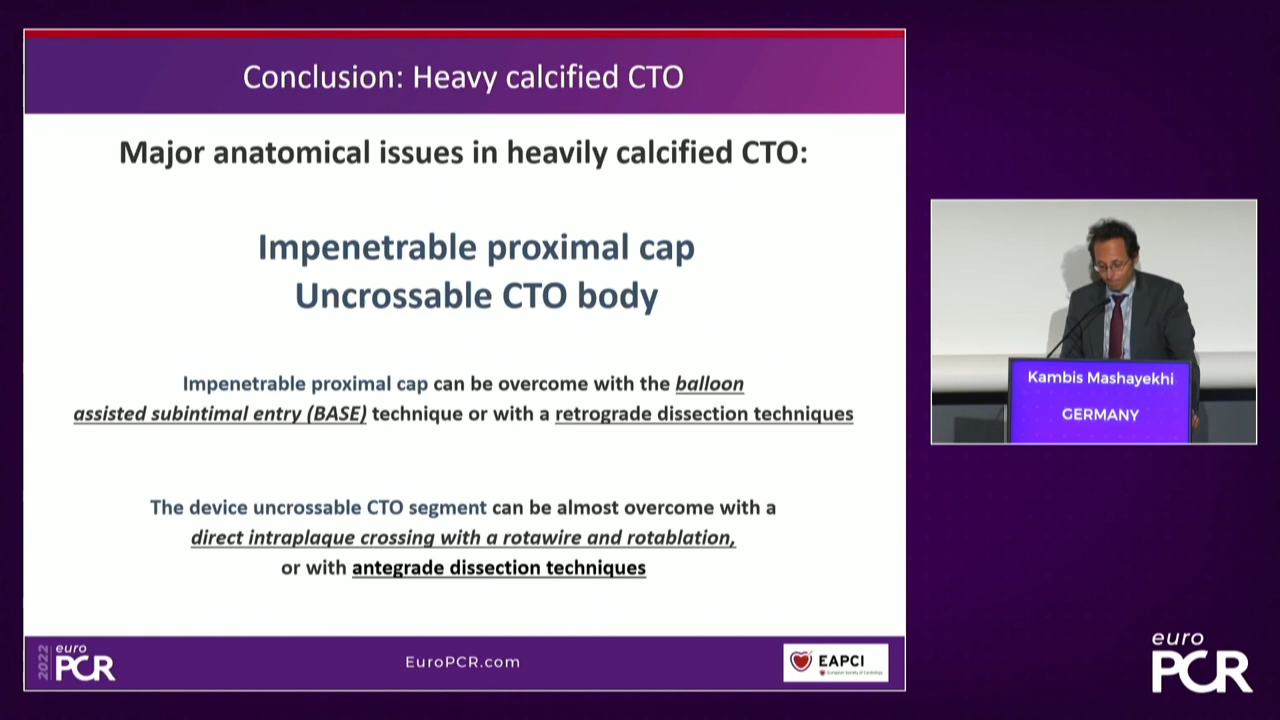 Conclusion: Heavy calcified CTO
Major anatomical issues in heavily calcified CTO:
Impenetrable proximal cap
Uncrossable CTO body
Impenetrable proximal cap can be overcome with the balloon
assisted subintimal entry (BASE) technique or with a retrograde dissection techniques
The device uncrossable CTO segment can be almost overcome with a
direct intraplaque crossing with a rotawire and rotablation,
or with antegrade dissection techniques
2022
euro
PCR
EuroPCR.com
EAPCI
European Society of Cardiology
Kambis Mashayekhi
GERMANY
euro
PCR